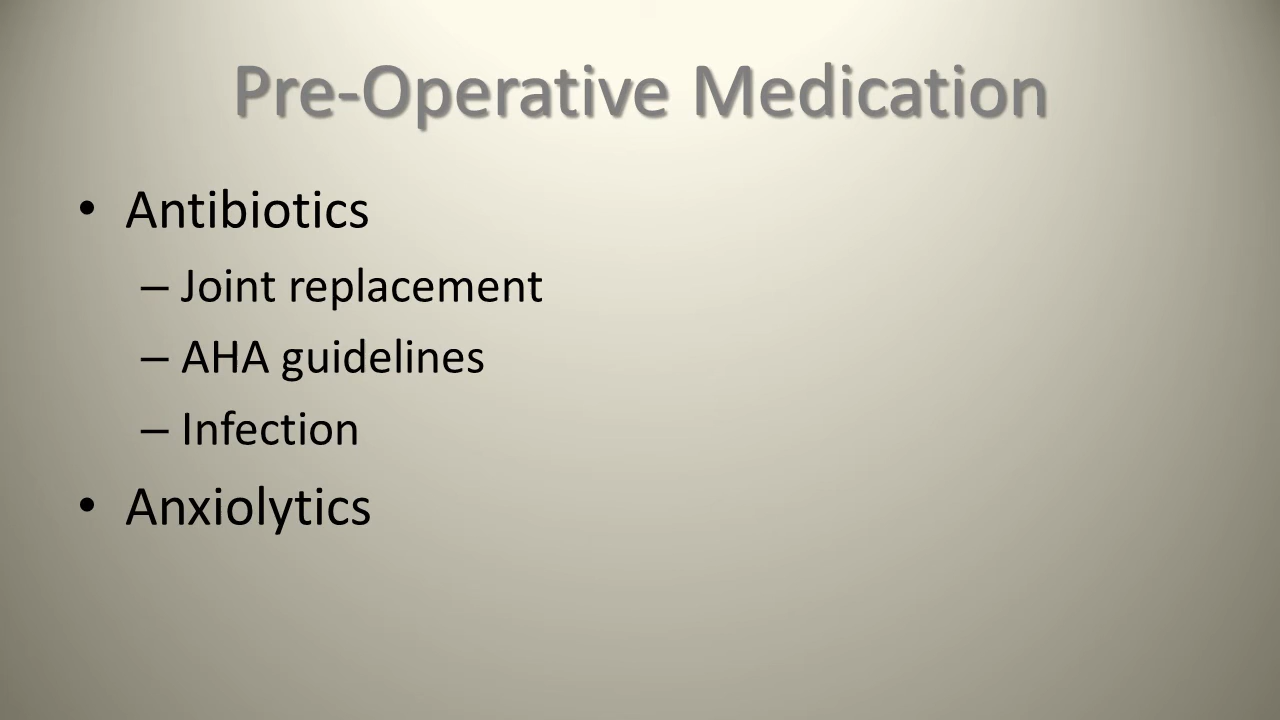 Pre-Operative Medication
• Antibiotics
– Joint replacement
– AHA guidelines
– Infection
• Anxiolytics